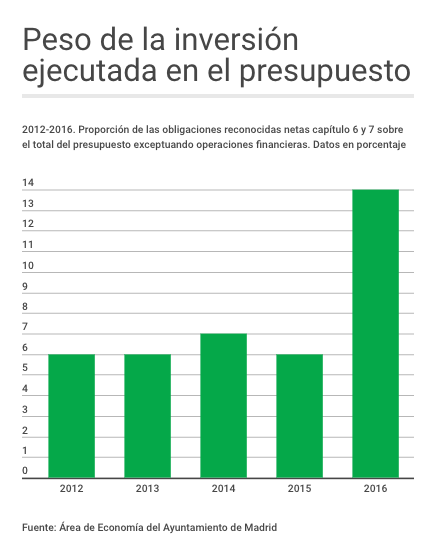 Peso de la inversión
ejecutada en el presupuesto
2012-2016. Proporción de las obligaciones reconocidas netas capítulo 6 y 7 sobre
el total del presupuesto exceptuando operaciones financieras. Datos en porcentaje
14
13
12
11
10
9
8
7
6
5
4
3
2
1
0
2012 2013 2014 2015 2016
Fuente: Área de Economía del Ayuntamiento de Madrid